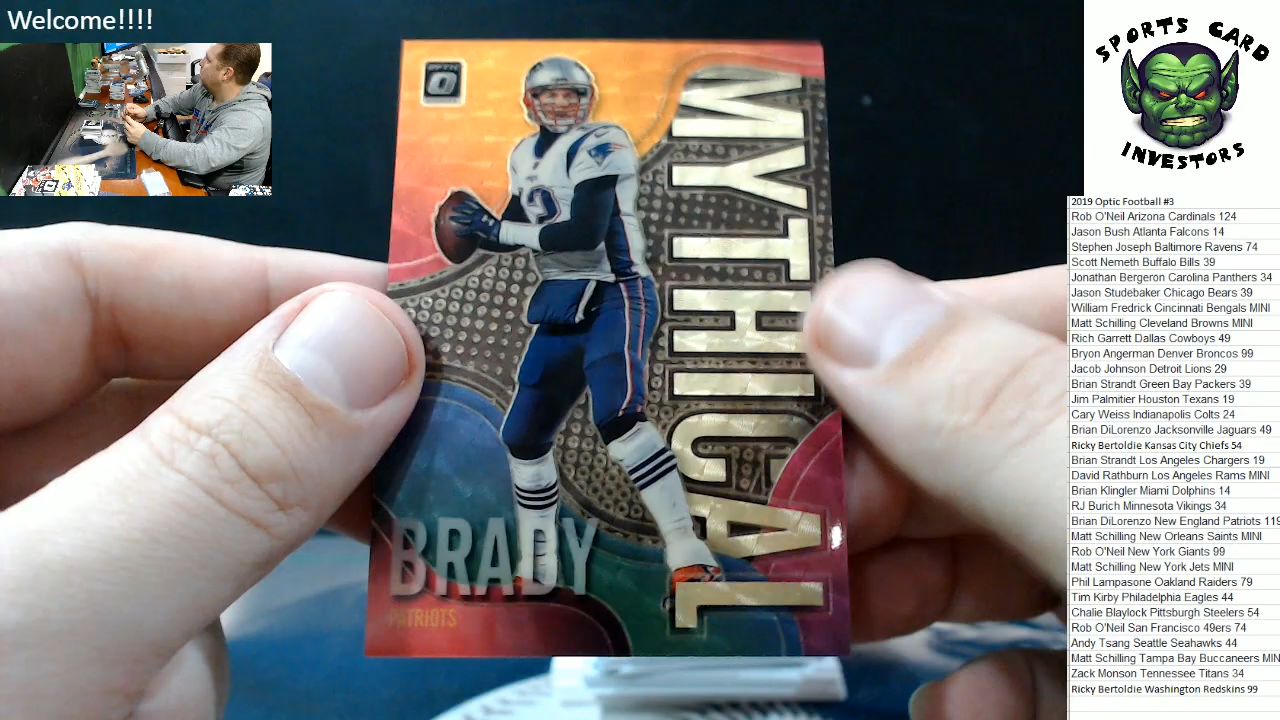 Welcome!!!!
SPORTS CARD
INVESTORS
OPTIC
MYTHICAL
12
BRADY
PATRIOTS
2019 Optic Football #3
Rob O'Neil Arizona Cardinals 124
Jason Bush Atlanta Falcons 14
Stephen Joseph Baltimore Ravens 74
Scott Nemeth Buffalo Bills 39
Jonathan Bergeron Carolina Panthers 34
Jason Studebaker Chicago Bears 39
William Fredrick Cincinnati Bengals MINI
Matt Schilling Cleveland Browns MINI
Rich Garrett Dallas Cowboys 49
Bryon Angerman Denver Broncos 99
Jacob Johnson Detroit Lions 29
Brian Strandt Green Bay Packers 39
Jim Palmitier Houston Texans 19
Cary Weiss Indianapolis Colts 24
Brian DiLorenzo Jacksonville Jaguars 49
Ricky Bertoldie Kansas City Chiefs 54
Brian Strandt Los Angeles Chargers 19
David Rathburn Los Angeles Rams MINI
Brian Klingler Miami Dolphins 14
RJ Burich Minnesota Vikings 34
Brian DiLorenzo New England Patriots 119
Matt Schilling New Orleans Saints MINI
Rob O'Neil New York Giants 99
Matt Schilling New York Jets MINI
Phil Lampasone Oakland Raiders 79
Tim Kirby Philadelphia Eagles 44
Chalie Blaylock Pittsburgh Steelers 54
Rob O'Neil San Francisco 49ers 74
Andy Tsang Seattle Seahawks 44
Matt Schilling Tampa Bay Buccaneers MIN
Zack Monson Tennessee Titans 34
Ricky Bertoldie Washington Redskins 99